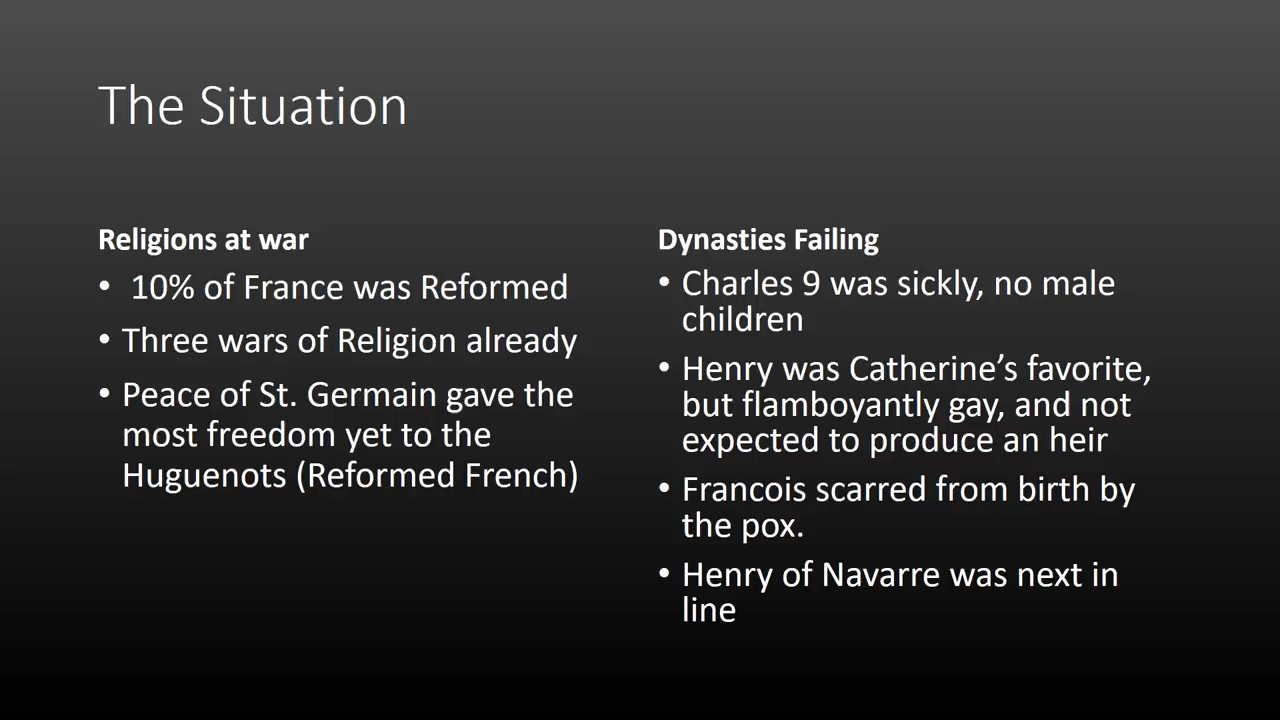 The Situation
Religions at war
• 10% of France was Reformed
• Three wars of Religion already
• Peace of St. Germain gave the
most freedom yet to the
Huguenots (Reformed French)
Dynasties Failing
• Charles 9 was sickly, no male
children
• Henry was Catherine’s favorite,
but flamboyantly gay, and not
expected to produce an heir
• Francois scarred from birth by
the pox.
• Henry of Navarre was next in
line